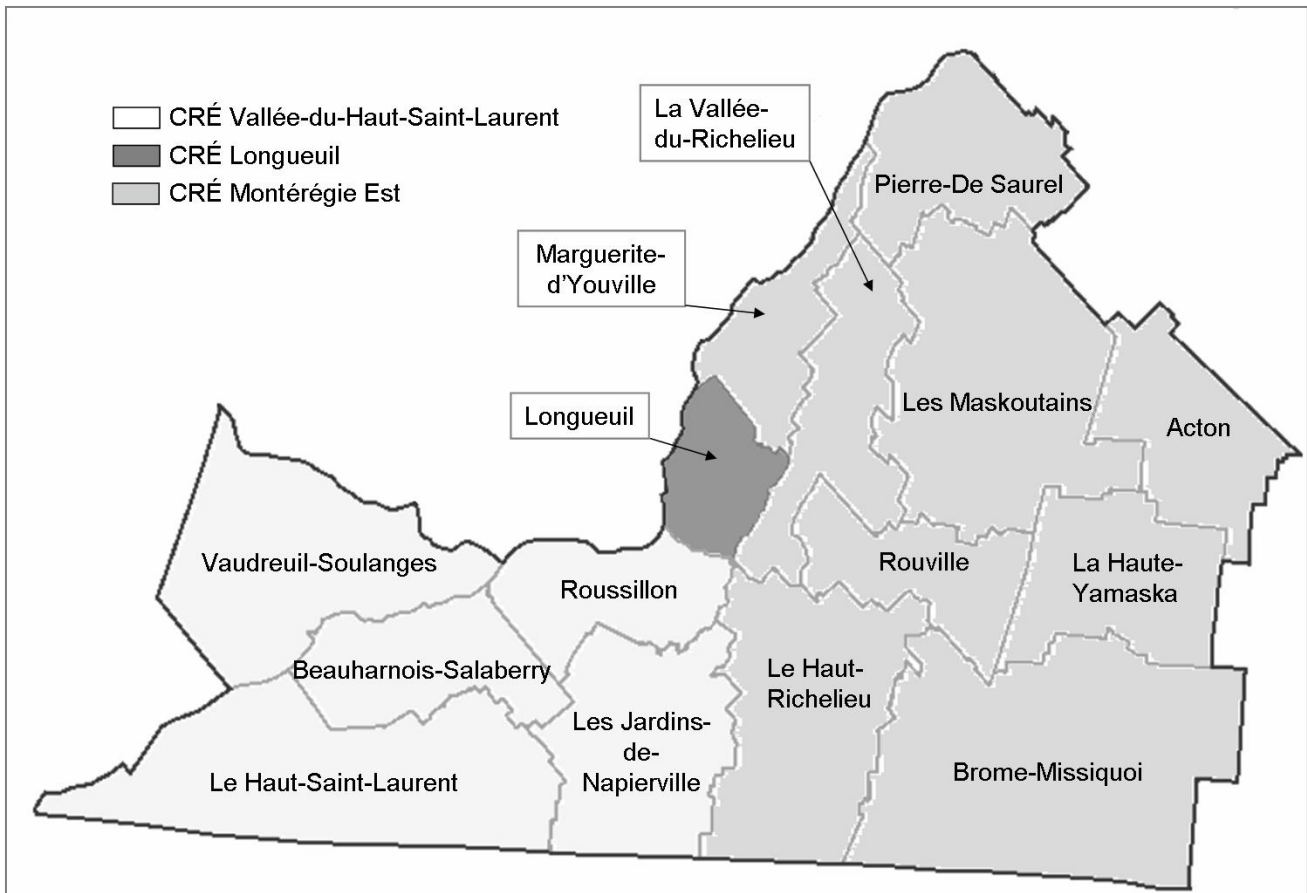 CRÉ Vallée-du-Haut-Saint-Laurent
CRÉ Longueuil
CRÉ Montérégie Est
La Vallée-
du-Richelieu
Pierre-De Saurel
Marguerite-
d'Youville
Les Maskoutains
Acton
Longueuil
Vaudreuil-Soulanges
Roussillon
Rouville
La Haute-
Yamaska
Beauharnois-Salaberry
Le Haut-
Richelieu
Les Jardins-
de-
Napierville
Le Haut-Saint-Laurent
Brome-Missiquoi